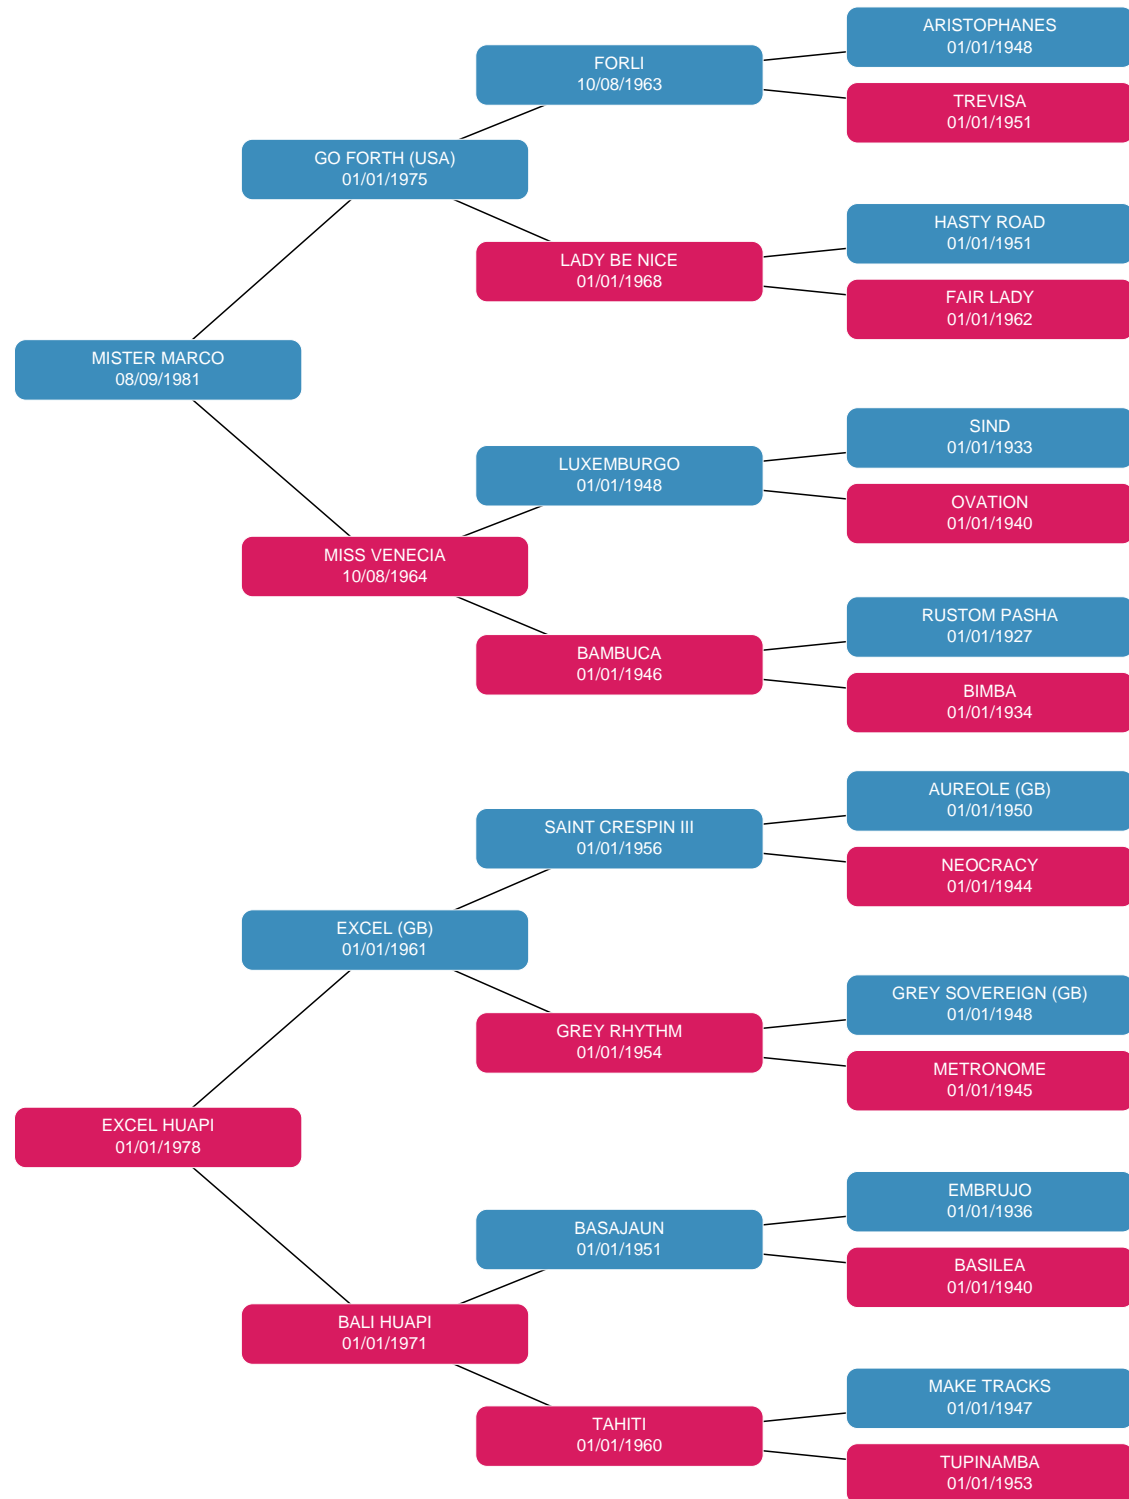 ARISTOPHANES
01/01/1948
FORLI
10/08/1963
TREVISA
01/01/1951
GO FORTH (USA)
01/01/1975
HASTY ROAD
01/01/1951
LADY BE NICE
01/01/1968
FAIR LADY
01/01/1962
MISTER MARCO
08/09/1981
SIND
01/01/1933
LUXEMBURGO
01/01/1948
OVATION
01/01/1940
MISS VENECIA
10/08/1964
RUSTOM PASHA
01/01/1927
BAMBUCA
01/01/1946
BIMBA
01/01/1934
AUREOLE (GB)
01/01/1950
SAINT CRESPIN III
01/01/1956
NEOCRACY
01/01/1944
EXCEL (GB)
01/01/1961
GREY SOVEREIGN (GB)
01/01/1948
GREY RHYTHM
01/01/1954
METRONOME
01/01/1945
EXCEL HUAPI
01/01/1978
EMBRUJO
01/01/1936
BASAJAUN
01/01/1951
BASILEA
01/01/1940
BALI HUAPI
01/01/1971
MAKE TRACKS
01/01/1947
TAHITI
01/01/1960
TUPINAMBA
01/01/1953